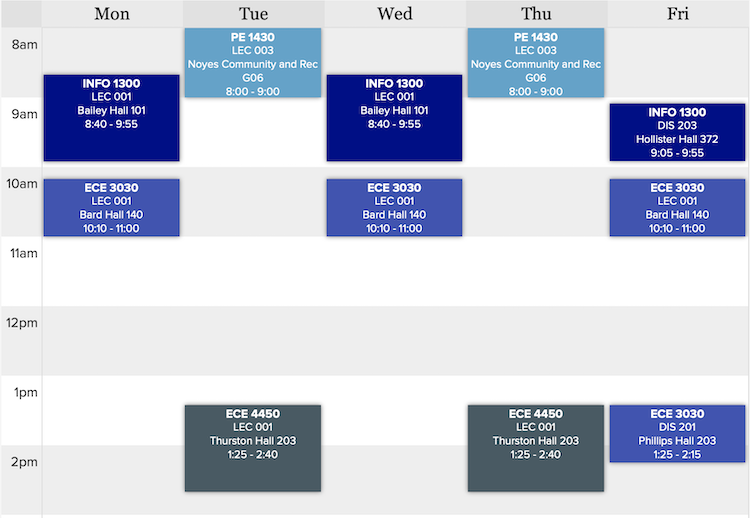 Mon Tue Wed Thu Fri
8am
PE 1430
LEC 003
Noyes Community and Rec
G06
8:00 - 9:00
PE 1430
LEC 003
Noyes Community and Rec
G06
8:00 - 9:00
INFO 1300
LEC 001
Bailey Hall 101
8:40 - 9:55
INFO 1300
LEC 001
Bailey Hall 101
8:40 - 9:55
9am
INFO 1300
DIS 203
Hollister Hall 372
9:05 - 9:55
10am
ECE 3030
LEC 001
Bard Hall 140
10:10 - 11:00
ECE 3030
LEC 001
Bard Hall 140
10:10 - 11:00
ECE 3030
LEC 001
Bard Hall 140
10:10 - 11:00
11am
12pm
1pm
ECE 4450
LEC 001
Thurston Hall 203
1:25 - 2:40
ECE 4450
LEC 001
Thurston Hall 203
1:25 - 2:40
ECE 3030
DIS 201
Phillips Hall 203
1:25 - 2:15
2pm